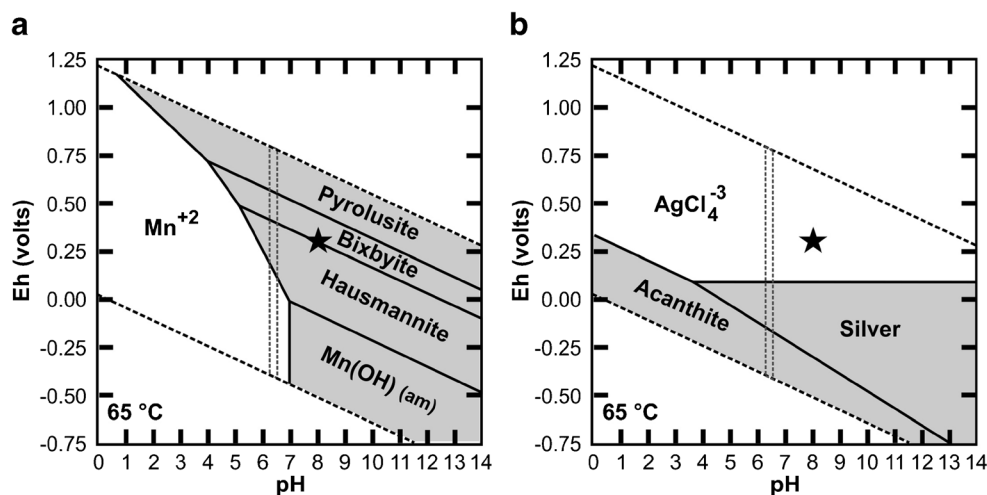 a
1.25
1.00
0.75
0.50
0.25
0.00
-0.25
-0.50
-0.75
Eh (volts)
Mn+2
Pyrolusite
Bixbyite
Hausmannite
Mn(OH) (am)
65 °C
0 1 2 3 4 5 6 7 8 9 10 11 12 13 14
pH
b
1.25
1.00
0.75
0.50
0.25
0.00
-0.25
-0.50
-0.75
Eh (volts)
AgCl4-3
Acanthite
Silver
65 °C
0 1 2 3 4 5 6 7 8 9 10 11 12 13 14
pH